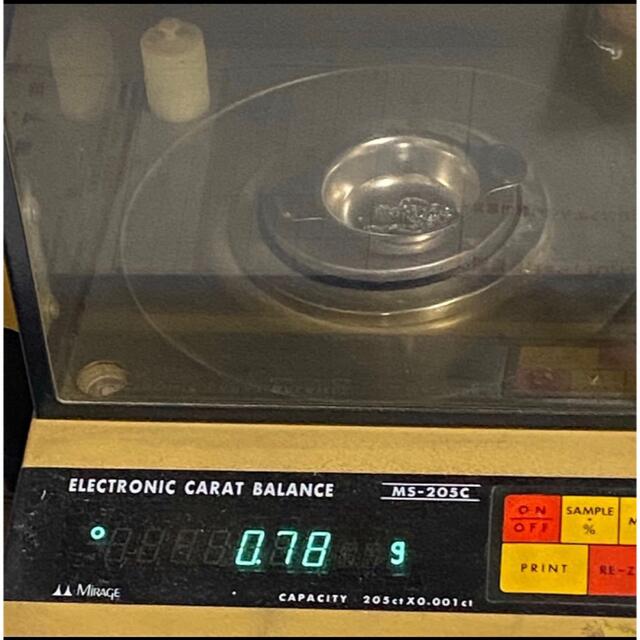 ELECTRONIC CARAT BALANCE MS-205C
0.78 g
MIRAGE
CAPACITY 205ct X 0.001ct
ON
OFF
SAMPLE
%
M
PRINT
RE-Z